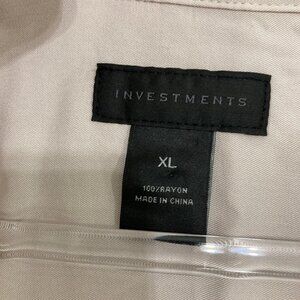 INVESTMENTS
XL
100%RAYON
MADE IN CHINA